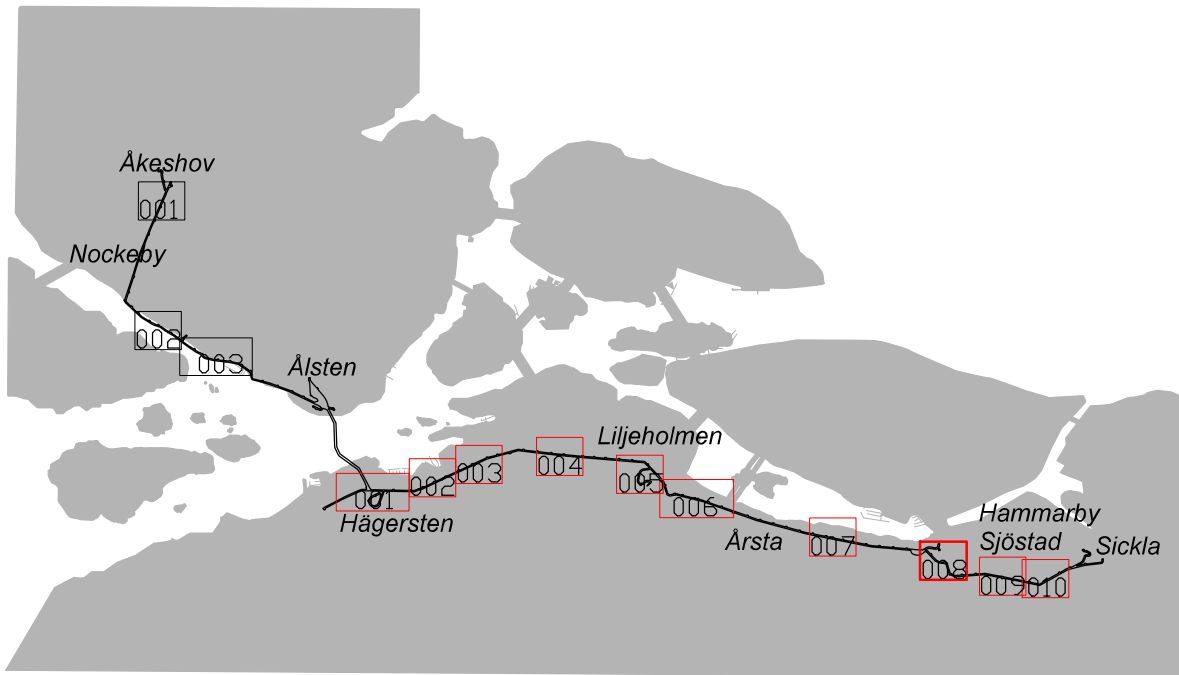 Åkeshov
001
Nockeby
002
003
Ålsten
Liljeholmen
003
004
005
002
001
006
Hägersten
Hammarby
Sjöstad
Årsta
007
Sickla
008
009
010